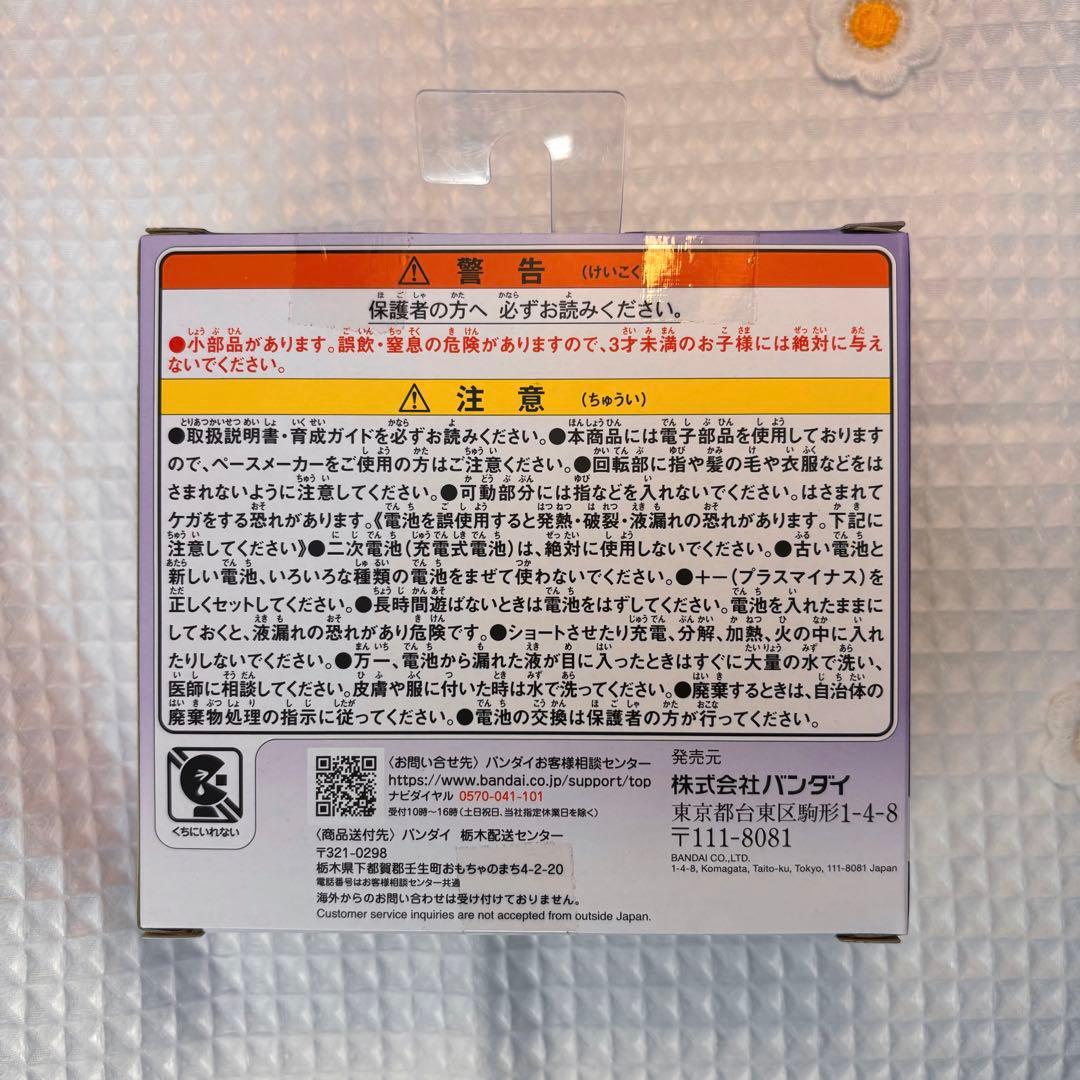 警告 (けいこく
保護者の方へ 必ずお読みください。
●小部品があります。誤飲・窒息の危険がありますので、3才未満のお子様には絶対に与え
ないでください。
注意 (ちゅうい)
●取扱説明書・育成ガイドを必ずお読みください。●本商品には電子部品を使用しております
ので、ペースメーカーをご使用の方はご注意ください。●回転部に指や髪の毛や衣服などをは
さまれないように注意してください。●可動部分には指などを入れないでください。はさまれて
ケガをする恐れがあります。《電池を誤使用すると発熱・破裂・液漏れの恐れがあります。下記に
注意してください》●二次電池(充電式電池)は、絶対に使用しないでください。●古い電池と
新しい電池、いろいろな種類の電池をまぜて使わないでください。●+-(プラスマイナス)を
正しくセットしてください。●長時間遊ばないときは電池をはずしてください。電池を入れたままに
しておくと、液漏れの恐れがあり危険です。●ショートさせたり充電、分解、加熱、火の中に入れ
たりしないでください。●万一、電池から漏れた液が目に入ったときはすぐに大量の水で洗い、
医師に相談してください。皮膚や服に付いた時は水で洗ってください。●廃棄するときは、自治体の
廃棄物処理の指示に従ってください。●電池の交換は保護者の方が行ってください。
くちにいれない
〈お問い合せ先〉バンダイお客様相談センター
https://www.bandai.co.jp/support/top
ナビダイヤル 0570-041-101
受付10時〜16時(土日祝日、当社指定休業日を除く)
〈商品送付先〉バンダイ 栃木配送センター
〒321-0298
栃木県下都賀郡壬生町おもちゃのまち4-2-20
電話番号はお客様相談センター共通
海外からのお問い合わせは受け付けておりません。
Customer service inquiries are not accepted from outside Japan.
発売元
株式会社バンダイ
東京都台東区駒形1-4-8
〒111-8081
BANDAI CO.,LTD.
1-4-8, Komagata, Taito-ku, Tokyo, 111-8081 Japan